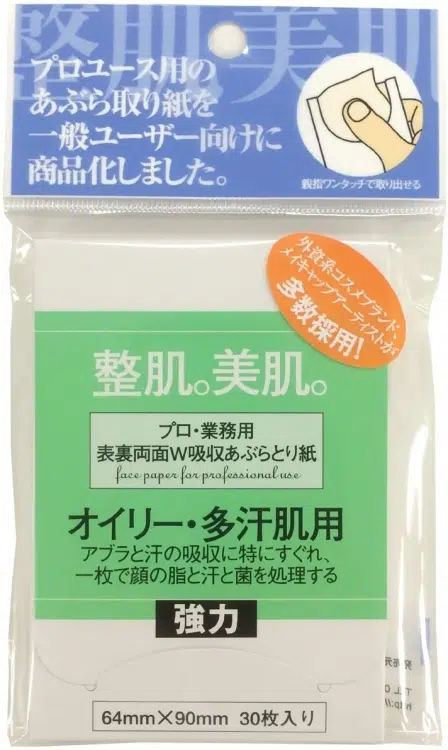 整肌美肌
プロユース用の
あぶら取り紙を
一般ユーザー向けに
商品化しました。
親指ワンタッチで取り出せる
外資系コスメブランド、
メイキャップアーティストが
多数採用!
整肌。美肌。
プロ・業務用
表裏両面W吸収あぶらとり紙
face paper for professional use
オイリー・多汗肌用
アブラと汗の吸収に特にすぐれ、
一枚で顔の脂と汗と菌を処理する
強力
64mm×90mm 30枚入り
発売元
http:/